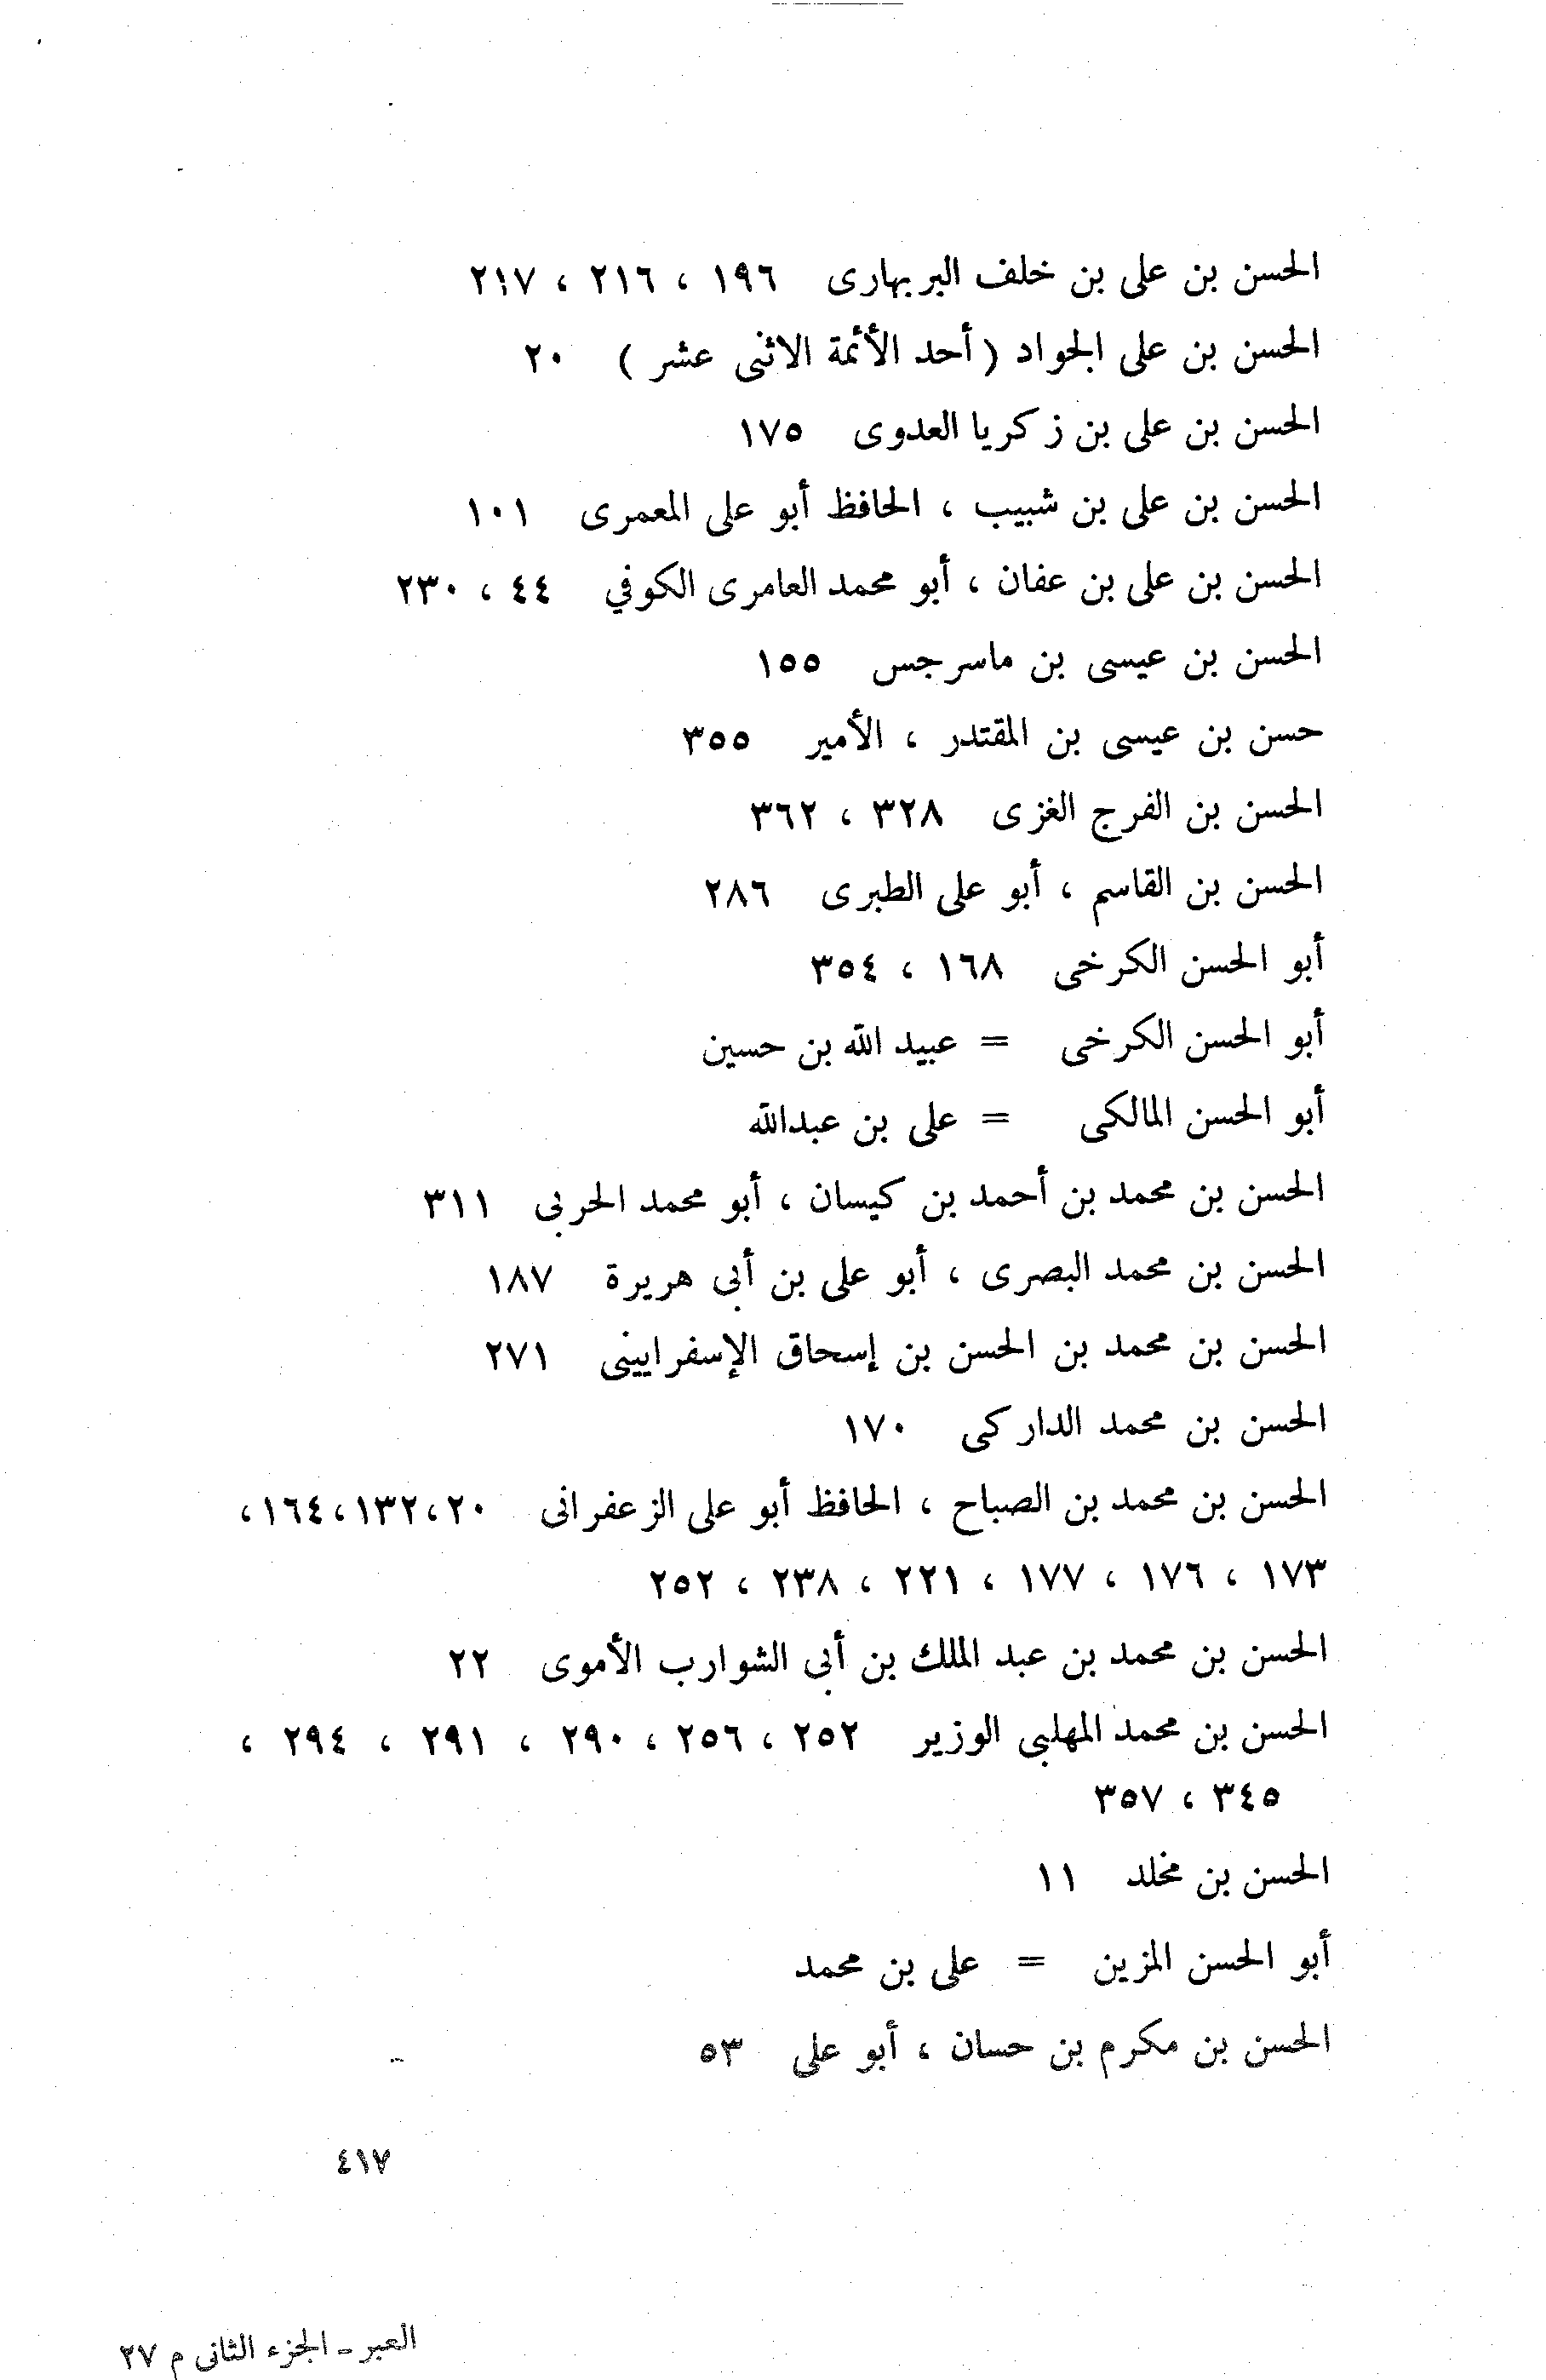 الحسن بن على بن خلف البربهارى ١٩٦ ، ٢١٦ ، ٢١٧
الحسن بن على الجواد ( أحد الأئمة الاثنى عشر ) ٢٠
الحسن بن على بن زكريا العدوى ١٧٥
الحسن بن على بن شبيب ، الحافظ أبو على المعمرى ١٠١
الحسن بن على بن عفان ، أبو محمد العامرى الكوفي ٤٤ ، ٢٣٠
الحسن بن عيسى بن ماسرجس ١٥٥
حسن بن عيسى بن المقتدر ، الأمير ٣٥٥
الحسن بن الفرج الغزى ٣٢٨ ، ٣٦٢
الحسن بن القاسم ، أبو على الطبرى ٢٨٦
أبو الحسن الكرخى ١٦٨ ، ٣٥٤
أبو الحسن الكرخى = عبيد الله بن حسين
أبو الحسن المالكى = على بن عبدالله
الحسن بن محمد بن أحمد بن كيسان ، أبو محمد الحربى ٣١١
الحسن بن محمد البصرى ، أبو على بن أبى هريرة ١٨٧
الحسن بن محمد بن الحسن بن إسحاق الإسفرايينى ٢٧١
الحسن بن محمد الداركى ١٧٠
الحسن بن محمد بن الصباح ، الحافظ أبو على الزعفرانى ٢٠،١٣٢،١٦٤،
١٧٣ ، ١٧٦ ، ١٧٧ ، ٢٢١ ، ٢٣٨ ، ٢٥٢
الحسن بن محمد بن عبد الملك بن أبى الشوارب الأموى ٢٢
الحسن بن محمد المهلبى الوزير ٢٥٢ ، ٢٥٦ ، ٢٩٠ ، ٢٩١ ، ٢٩٤ ،
٣٤٥ ، ٣٥٧
الحسن بن مخلد ١١
أبو الحسن المزين = على بن محمد
الحسن بن مكرم بن حسان ، أبو على ٥٣
٤١٧
العبر ـ الجزء الثانى م ٢٧